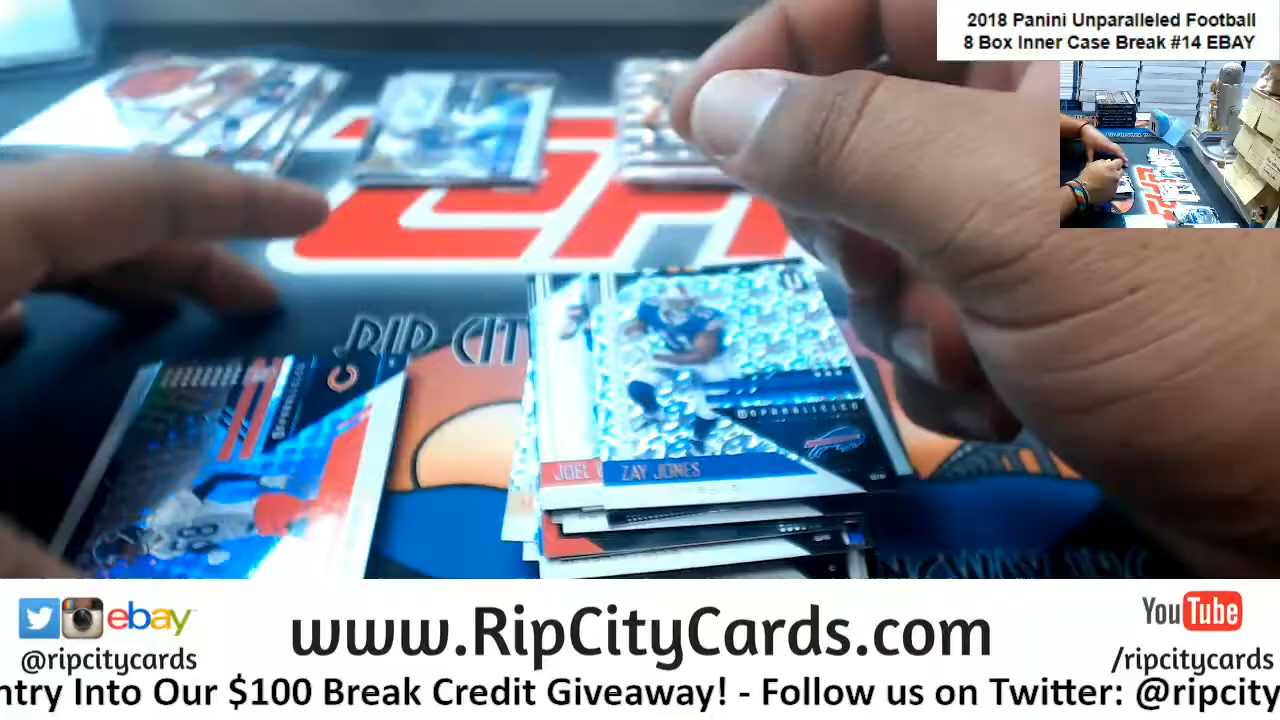 2018 Panini Unparalleled Football
8 Box Inner Case Break #14 EBAY
RIP CIT
UNPARALLELED
UNPARALLELED
JOEL
ZAY JONES
ebay
@ripcitycards
www.RipCityCards.com
YouTube
/ripcitycards
ntry Into Our $100 Break Credit Giveaway! - Follow us on Twitter: @ripcity